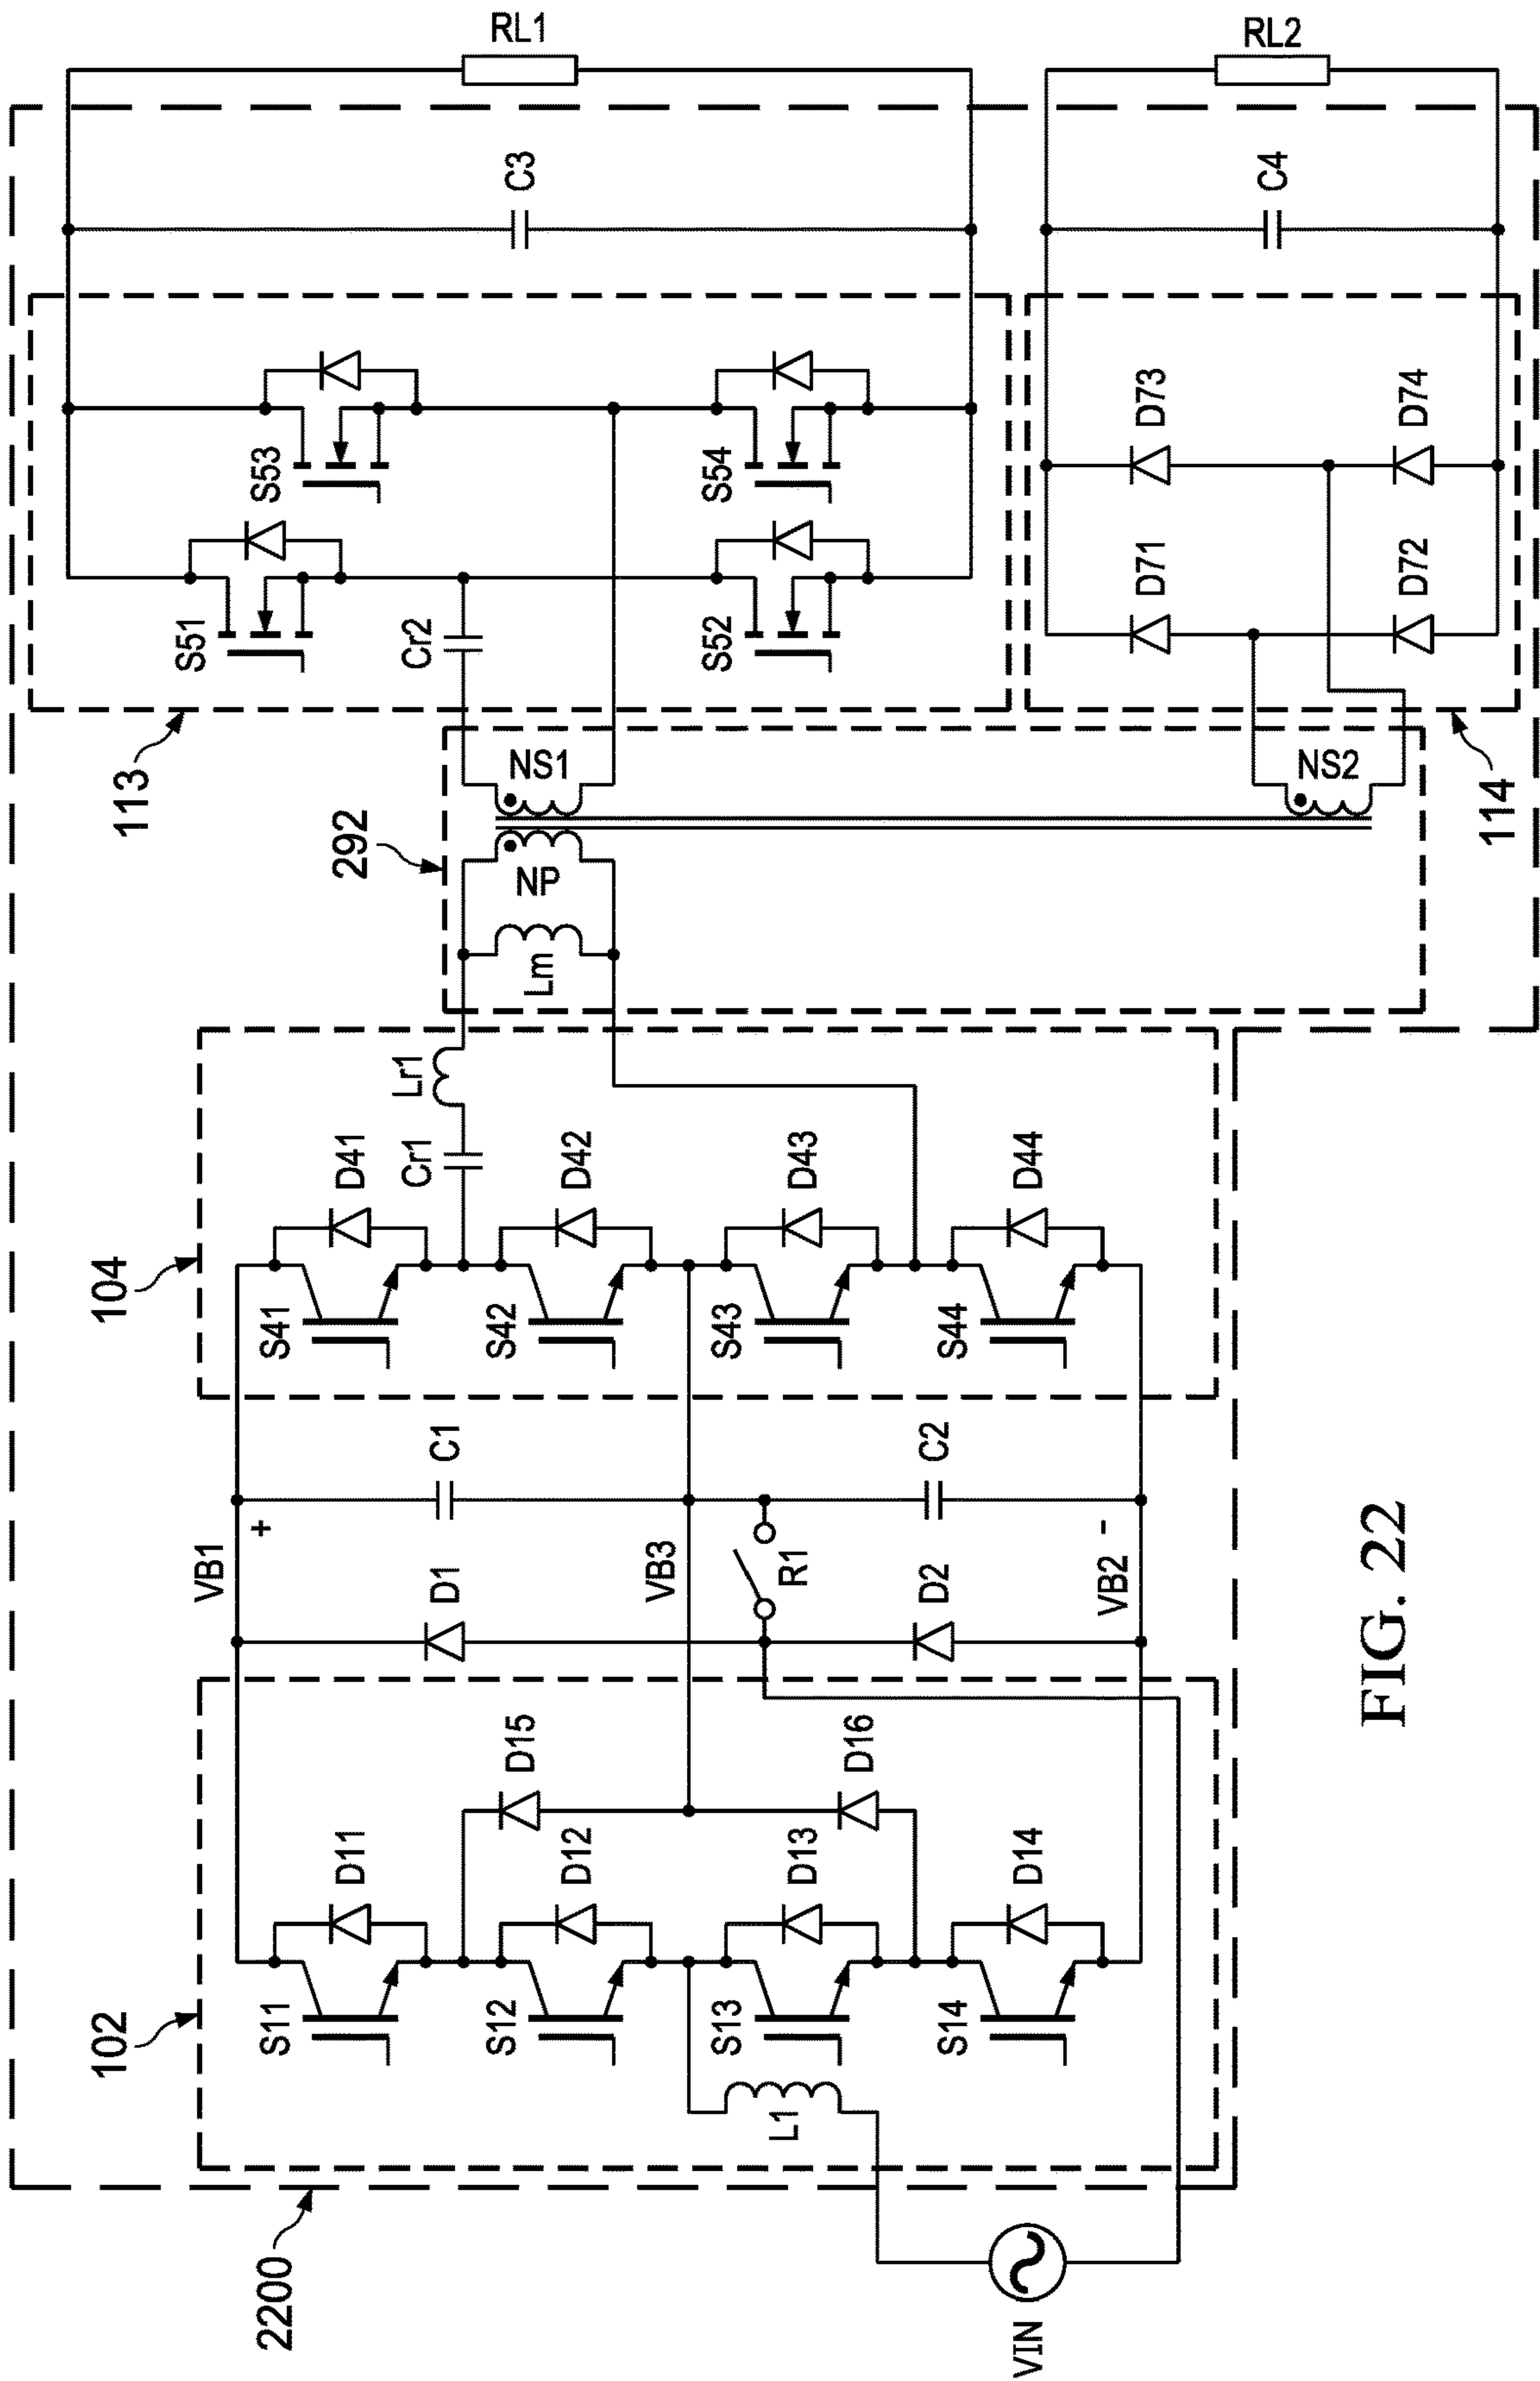 RL1
RL2
C3
C4
S53
S54
D73
D74
S51
S52
D71
D72
Cr2
113
NS1
NS2
114
292
NP
Lm
Lr1
Cr1
D41
D42
D43
D44
104
S41
S42
S43
S44
C1
C2
+
-
VB1
VB3
VB2
D1
R1
D2
D15
D16
D11
D12
D13
D14
102
S11
S12
S13
S14
L1
2200
VIN
FIG. 22